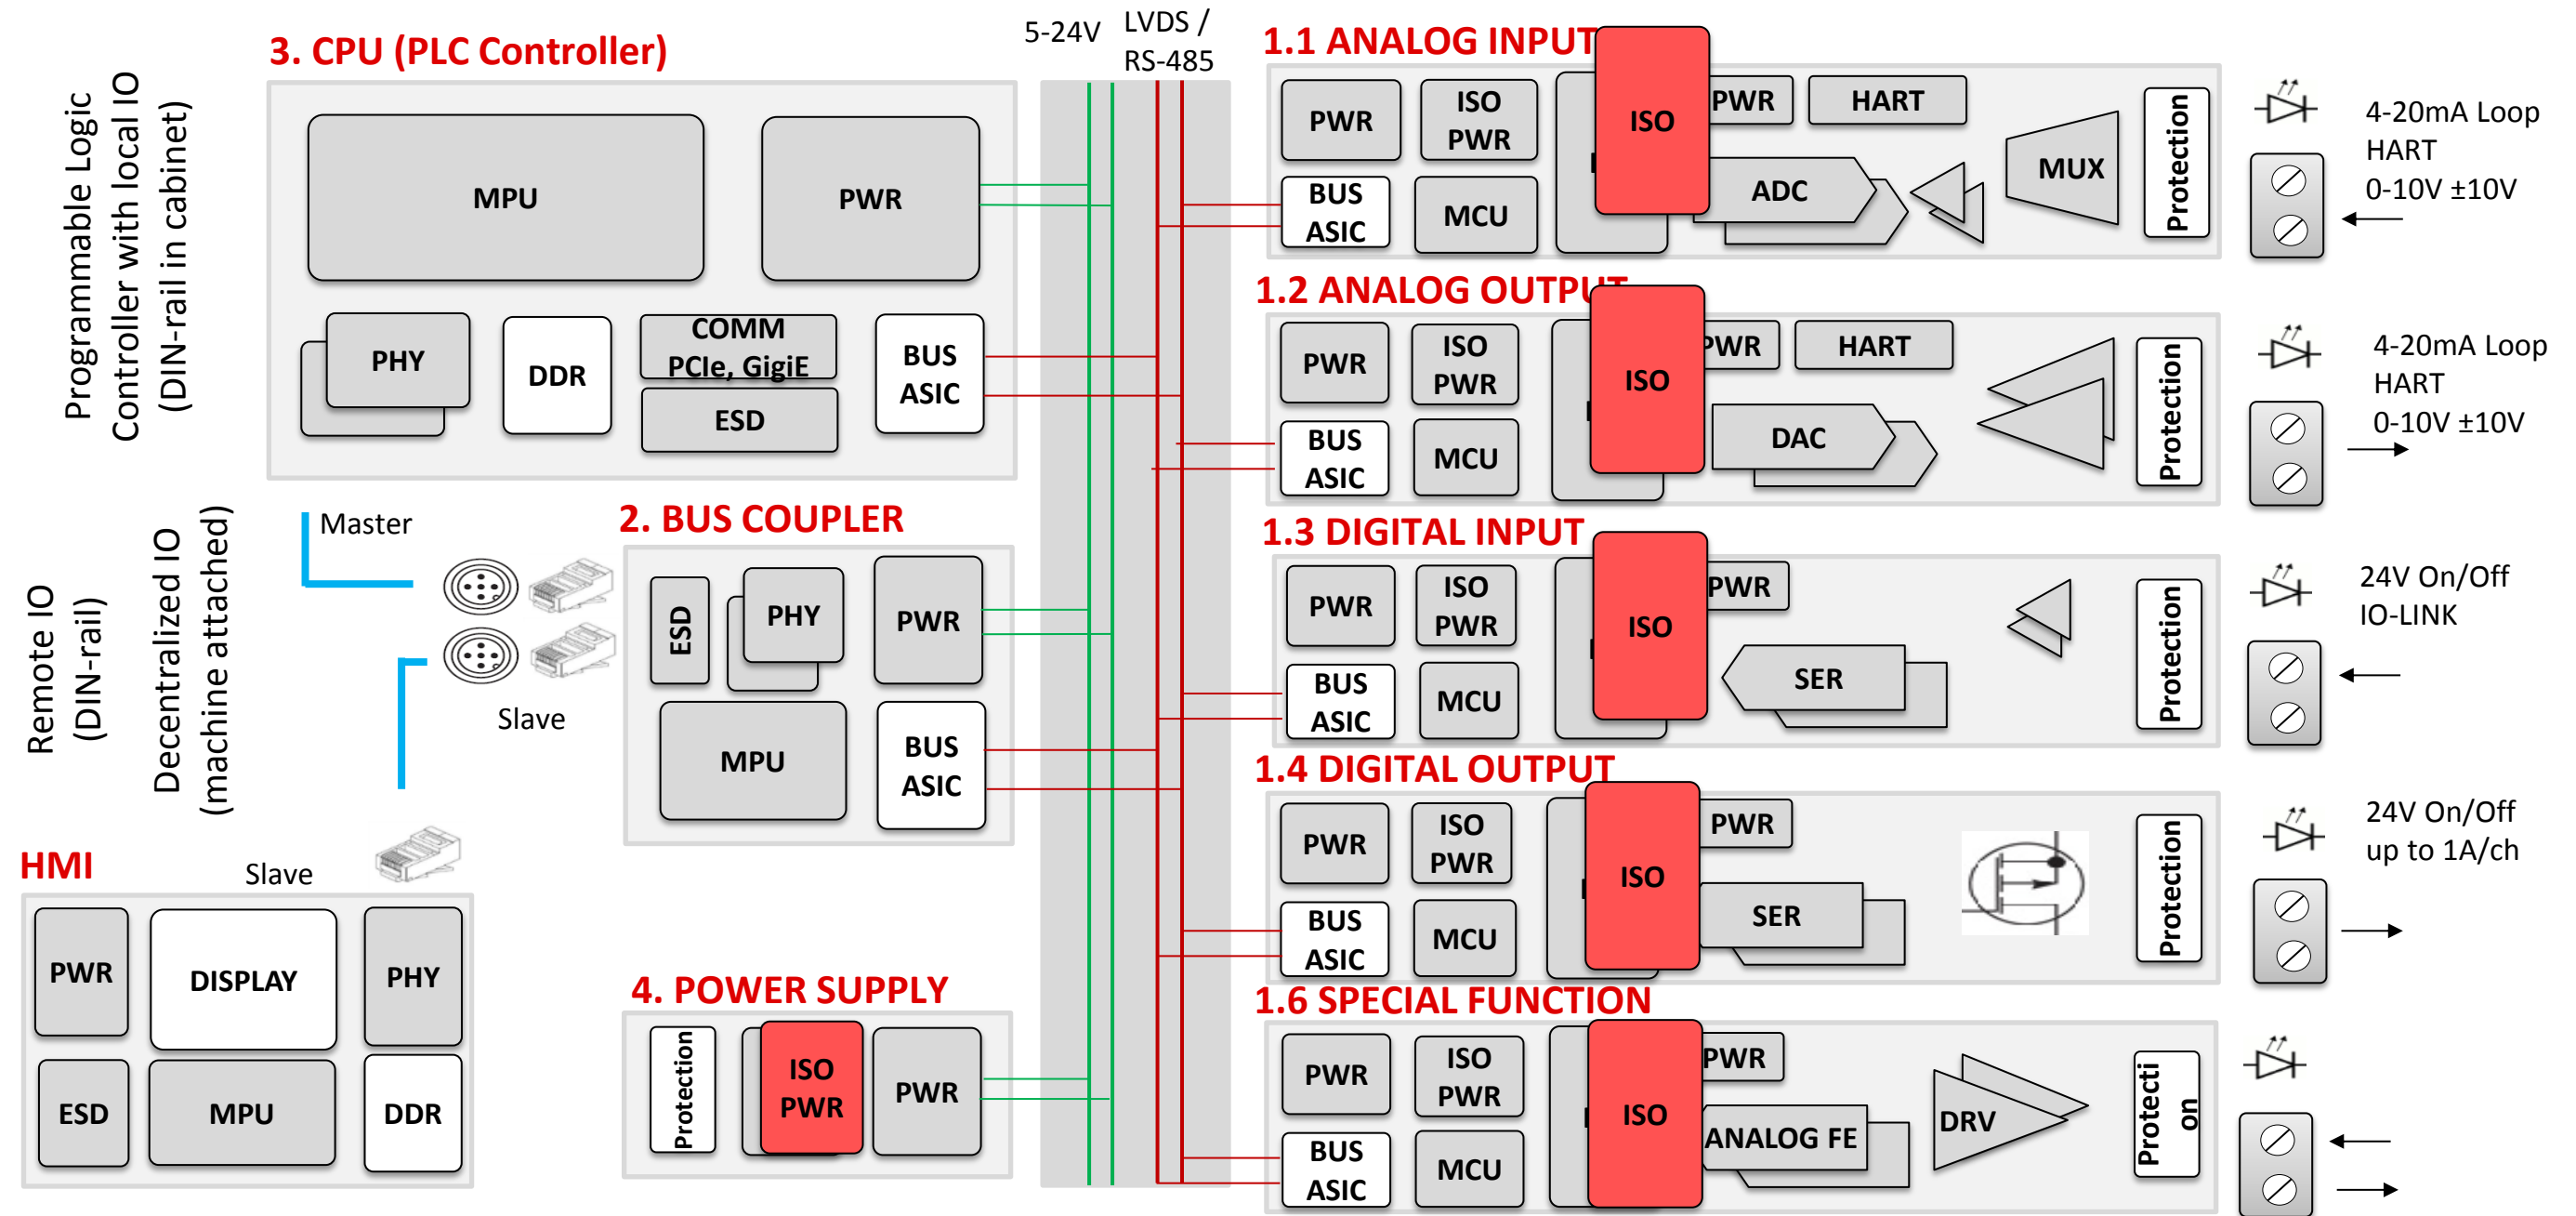 3. CPU (PLC Controller)
Programmable Logic
Controller with local IO
(DIN-rail in cabinet)
MPU
PWR
PHY
DDR
COMM
PCIe, GigiE
ESD
BUS
ASIC
5-24V
LVDS /
RS-485
Remote IO
(DIN-rail)
Decentralized IO
(machine attached)
Master
Slave
2. BUS COUPLER
ESD
PHY
PWR
MPU
BUS
ASIC
HMI
Slave
PWR
DISPLAY
PHY
ESD
MPU
DDR
4. POWER SUPPLY
Protection
ISO
PWR
PWR
1.1 ANALOG INPUT
PWR
ISO
PWR
BUS
ASIC
MCU
ISO
PWR
HART
ADC
MUX
Protection
4-20mA Loop
HART
0-10V ±10V
1.2 ANALOG OUTPUT
PWR
ISO
PWR
BUS
ASIC
MCU
ISO
PWR
HART
DAC
Protection
4-20mA Loop
HART
0-10V ±10V
1.3 DIGITAL INPUT
PWR
ISO
PWR
BUS
ASIC
MCU
ISO
PWR
SER
Protection
24V On/Off
IO-LINK
1.4 DIGITAL OUTPUT
PWR
ISO
PWR
BUS
ASIC
MCU
ISO
PWR
SER
Protection
24V On/Off
up to 1A/ch
1.6 SPECIAL FUNCTION
PWR
ISO
PWR
BUS
ASIC
MCU
ISO
PWR
ANALOG FE
DRV
Protecti
on